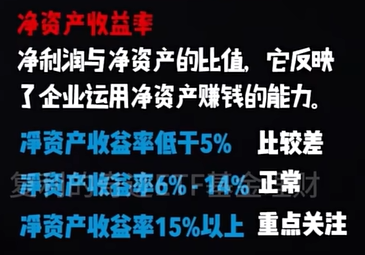 净资产收益率
净利润与净资产的比值，它反映
了企业运用净资产赚钱的能力。
净资产收益率低于5% 比较差
净资产收益率6%-14% 正常
净资产收益率15%以上 重点关注